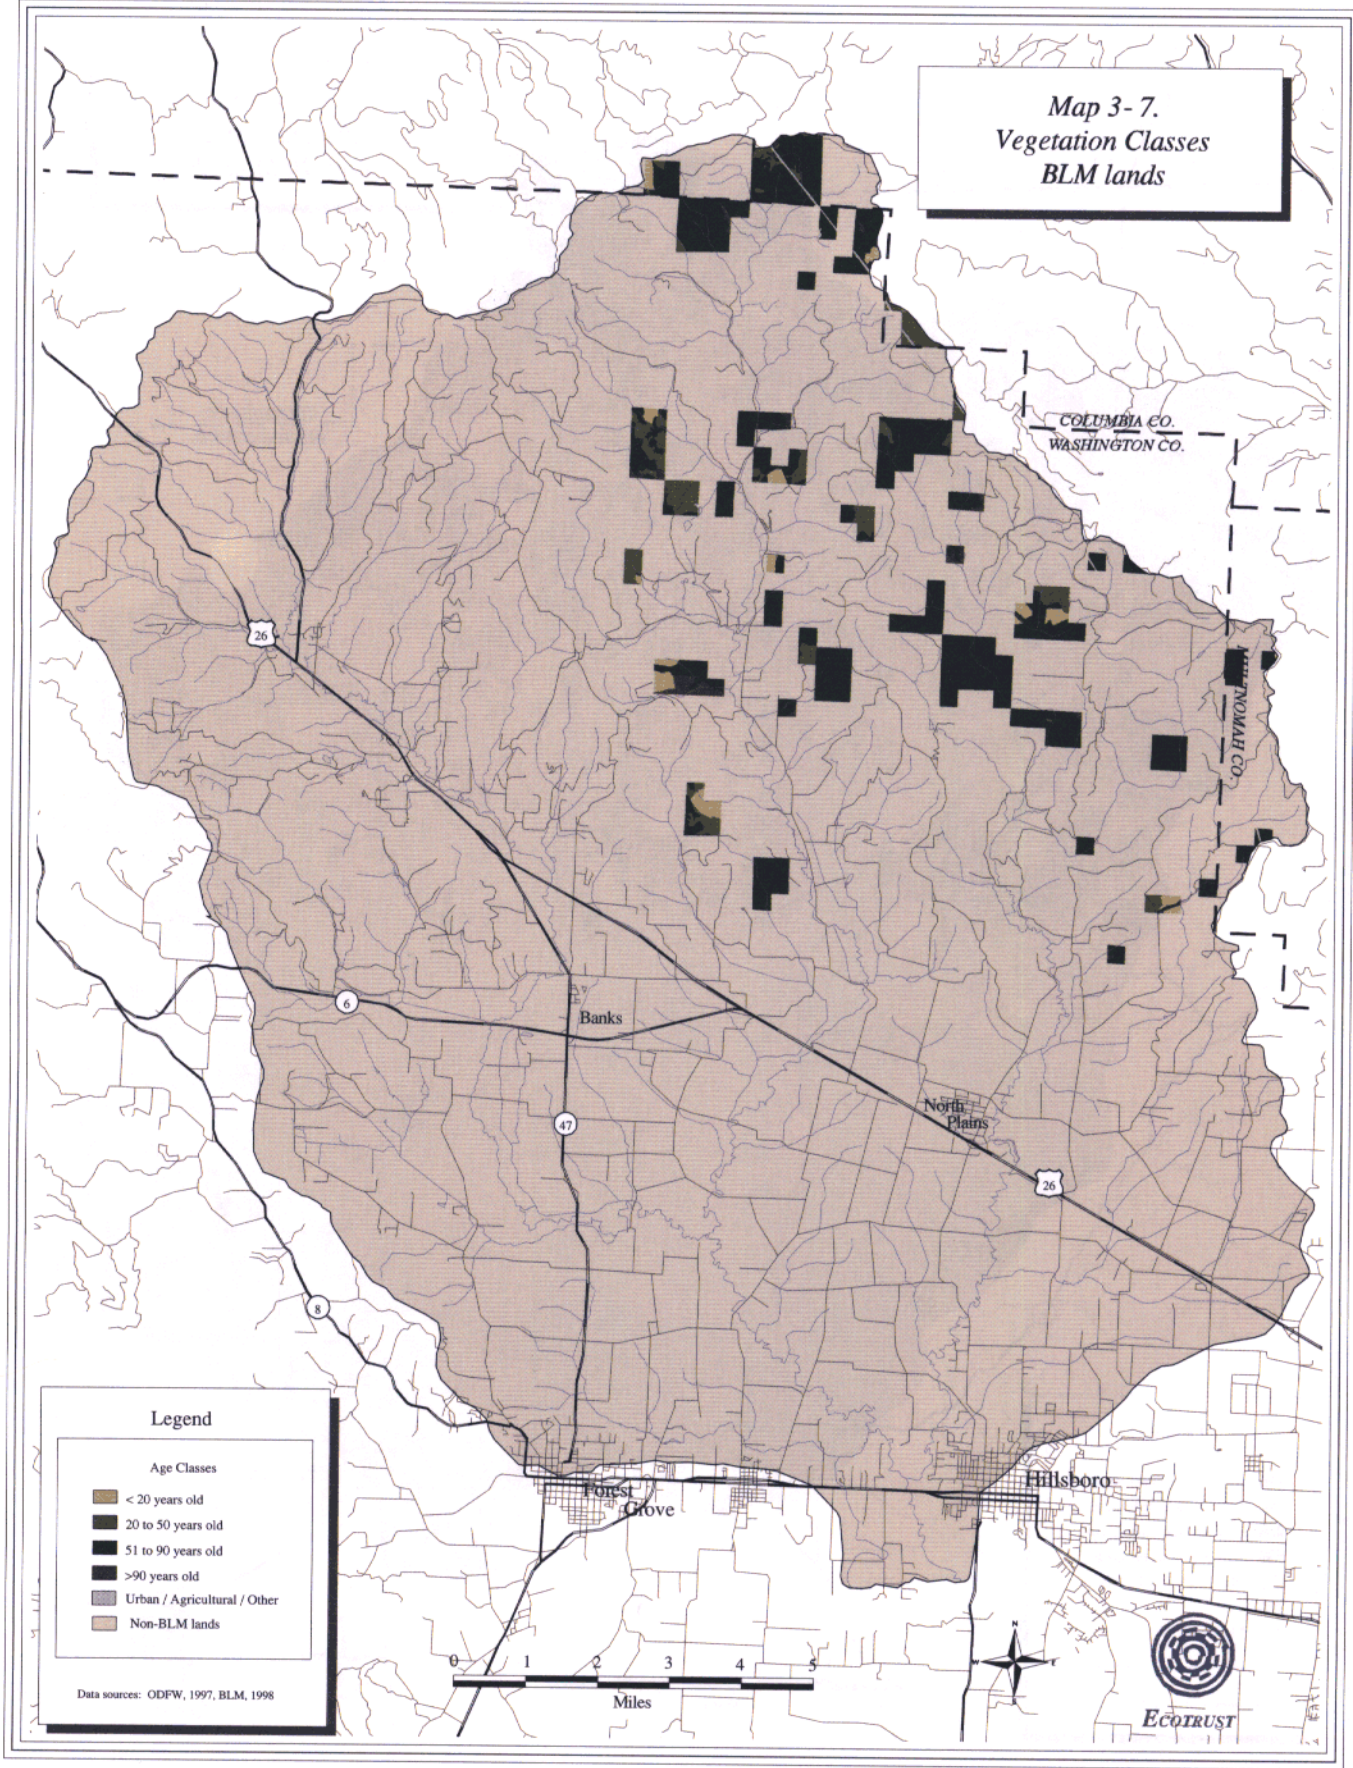 Map 3-7.
Vegetation Classes
BLM lands
COLUMBIA CO.
WASHINGTON CO.
MULTNOMAH CO.
26
6
Banks
47
North
Plains
26
8
Forest
Grove
Hillsboro
Legend
Age Classes
< 20 years old
20 to 50 years old
51 to 90 years old
>90 years old
Urban / Agricultural / Other
Non-BLM lands
Data sources: ODFW, 1997, BLM, 1998
0 1 2 3 4 5
Miles
N
W E
S
ECOTRUST